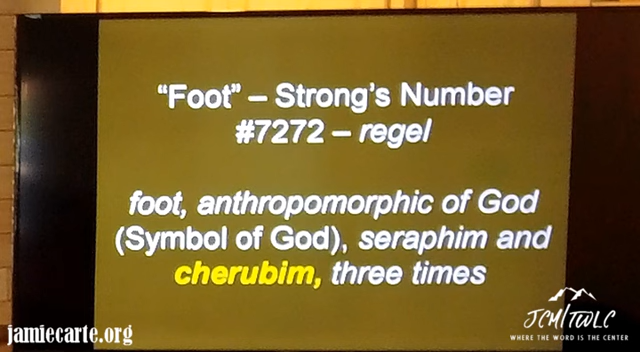 “Foot” – Strong’s Number
#7272 – regel
foot, anthropomorphic of God
(Symbol of God), seraphim and
cherubim, three times
JCM|TWLC
WHERE THE WORD IS THE CENTER
jamiecarte.org